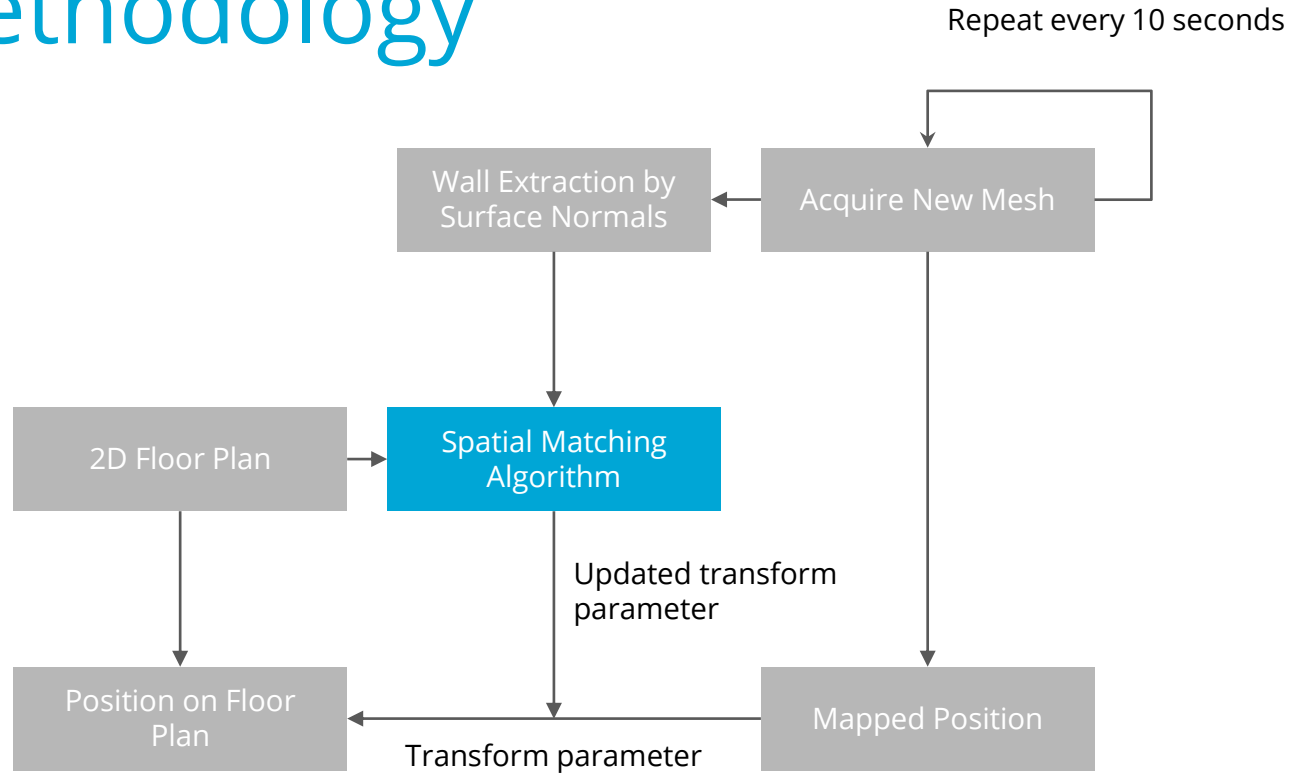 ethodology
Repeat every 10 seconds
Wall Extraction by
Surface Normals
Acquire New Mesh
2D Floor Plan
Spatial Matching
Algorithm
Updated transform
parameter
Position on Floor
Plan
Mapped Position
Transform parameter